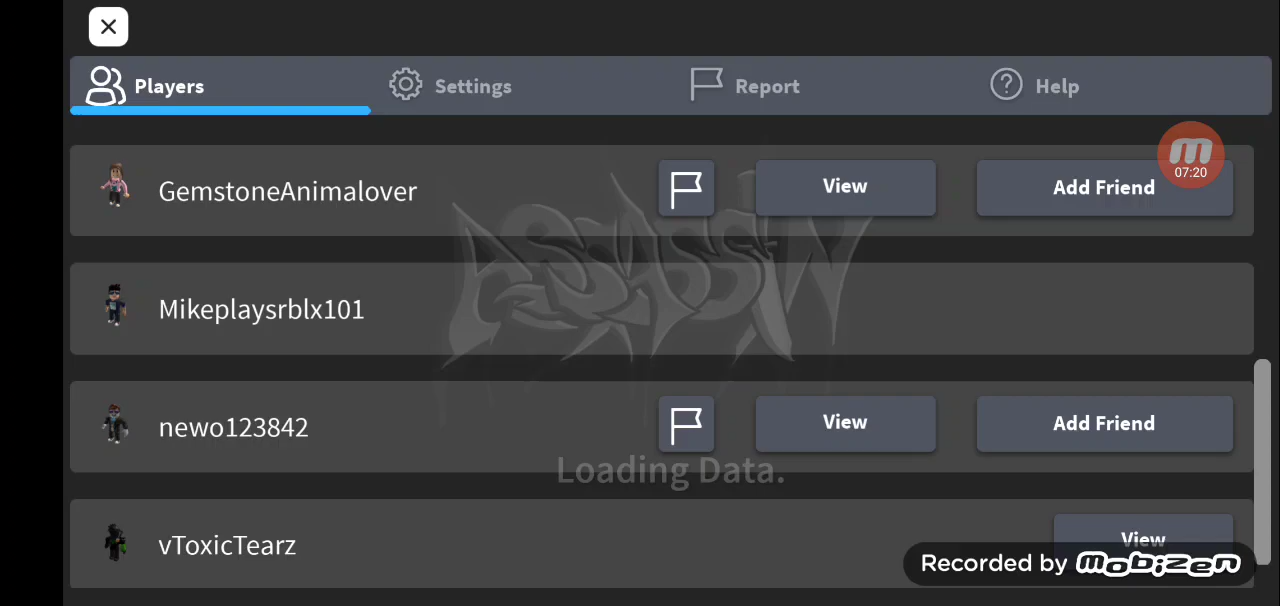 Players Settings Report Help
07:20
GemstoneAnimalover View Add Friend
ASSASSIN
Mikeplaysrblx101
newo123842 View Add Friend
Loading Data.
vToxicTearz View
Recorded by mobizen